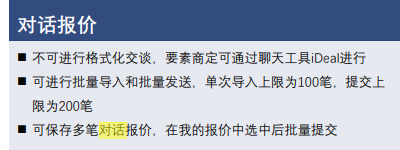 对话报价
■ 不可进行格式化交谈，要素商定可通过聊天工具iDeal进行
■ 可进行批量导入和批量发送，单次导入上限为100笔，提交上
限为200笔
■ 可保存多笔对话报价，在我的报价中选中后批量提交